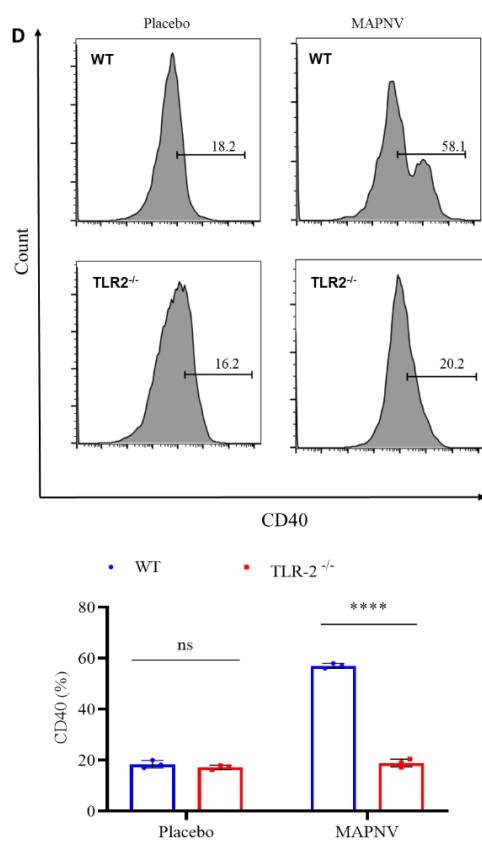 D
Placebo MAPNV
WT WT
18.2 58.1
TLR2-/- TLR2-/-
16.2 20.2
Count
CD40
WT TLR-2 -/-
80
60
40
20
0
CD40 (%)
ns ****
Placebo MAPNV